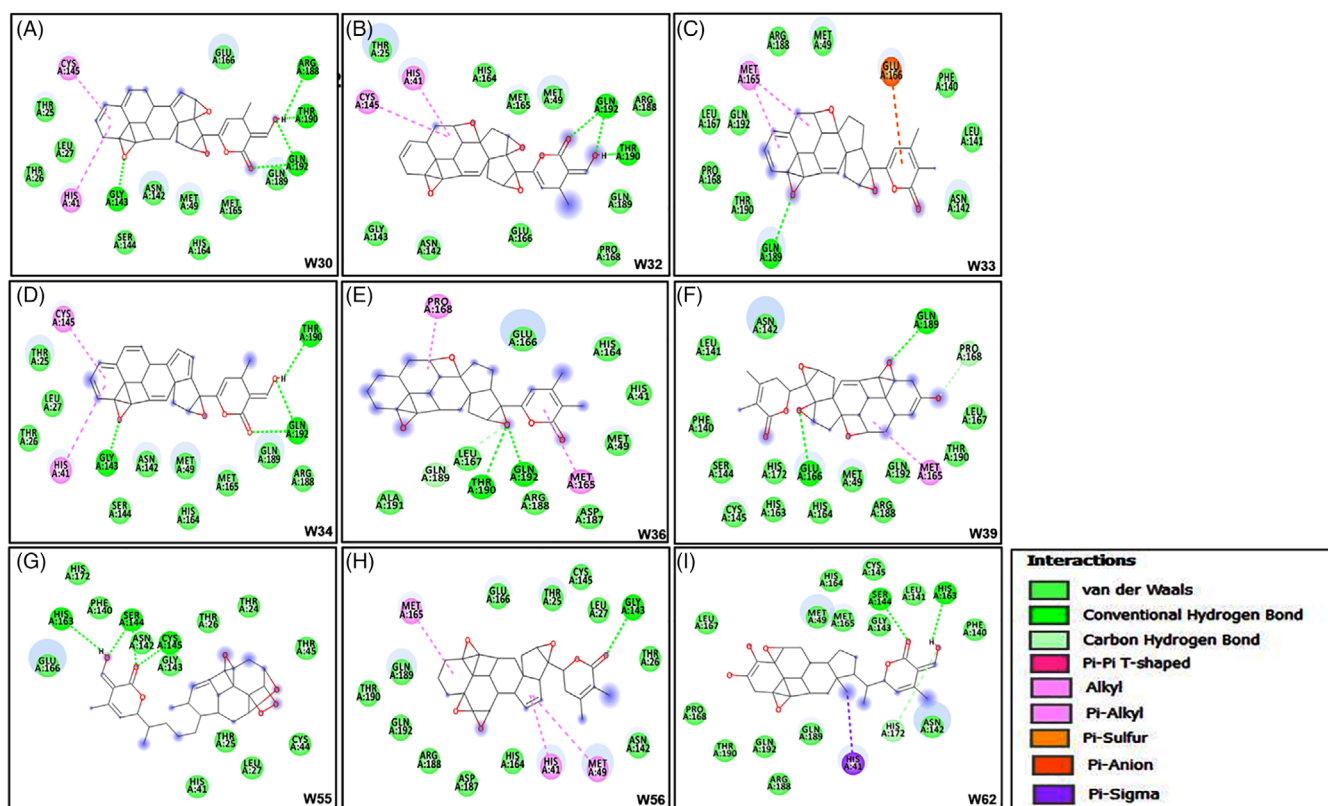 (A)
GLU
A:166
ARG
A:188
CYS
A:145
THR
A:25
THR
A:190
H
LEU
A:27
GLN
A:192
THR
A:26
GLN
A:189
HIS
A:41
GLY
A:143
ASN
A:142
MET
A:49
MET
A:165
SER
A:144
HIS
A:164
W30
(B)
THR
A:25
HIS
A:41
HIS
A:164
CYS
A:145
MET
A:165
MET
A:49
GLN
A:192
ARG
A:188
H
THR
A:190
GLN
A:189
GLY
A:143
ASN
A:142
GLU
A:166
PRO
A:168
W32
(C)
ARG
A:188
MET
A:49
MET
A:165
GLU
A:166
PHE
A:140
LEU
A:167
GLN
A:192
LEU
A:141
PRO
A:168
THR
A:190
ASN
A:142
GLN
A:189
W33
(D)
CYS
A:145
THR
A:190
THR
A:25
H
LEU
A:27
THR
A:26
GLN
A:192
HIS
A:41
GLY
A:143
ASN
A:142
MET
A:49
MET
A:165
GLN
A:189
ARG
A:188
SER
A:144
HIS
A:164
W34
(E)
PRO
A:168
GLU
A:166
HIS
A:164
HIS
A:41
MET
A:49
LEU
A:167
GLN
A:189
GLN
A:192
MET
A:165
THR
A:190
ALA
A:191
ARG
A:188
ASP
A:187
W36
(F)
ASN
A:142
GLN
A:189
LEU
A:141
PRO
A:168
LEU
A:167
PHE
A:140
THR
A:190
SER
A:144
HIS
A:172
GLU
A:166
MET
A:49
GLN
A:192
MET
A:165
CYS
A:145
HIS
A:163
HIS
A:164
ARG
A:188
W39
(G)
HIS
A:172
PHE
A:140
HIS
A:163
SER
A:144
THR
A:26
THR
A:24
ASN
A:142
CYS
A:145
H
GLU
A:166
GLY
A:143
THR
A:45
THR
A:25
CYS
A:44
HIS
A:41
LEU
A:27
W55
(H)
CYS
A:145
GLU
A:166
THR
A:25
MET
A:165
LEU
A:27
GLY
A:143
GLN
A:189
THR
A:26
THR
A:190
GLN
A:192
ASN
A:142
ARG
A:188
HIS
A:164
HIS
A:41
MET
A:49
ASP
A:187
W56
(I)
CYS
A:145
HIS
A:164
SER
A:144
LEU
A:141
HIS
A:163
LEU
A:167
MET
A:49
MET
A:165
GLY
A:143
PHE
A:140
H
PRO
A:168
THR
A:190
GLN
A:192
GLN
A:189
HIS
A:172
ASN
A:142
HIS
A:41
ARG
A:188
W62
Interactions
van der Waals
Conventional Hydrogen Bond
Carbon Hydrogen Bond
Pi-Pi T-shaped
Alkyl
Pi-Alkyl
Pi-Sulfur
Pi-Anion
Pi-Sigma